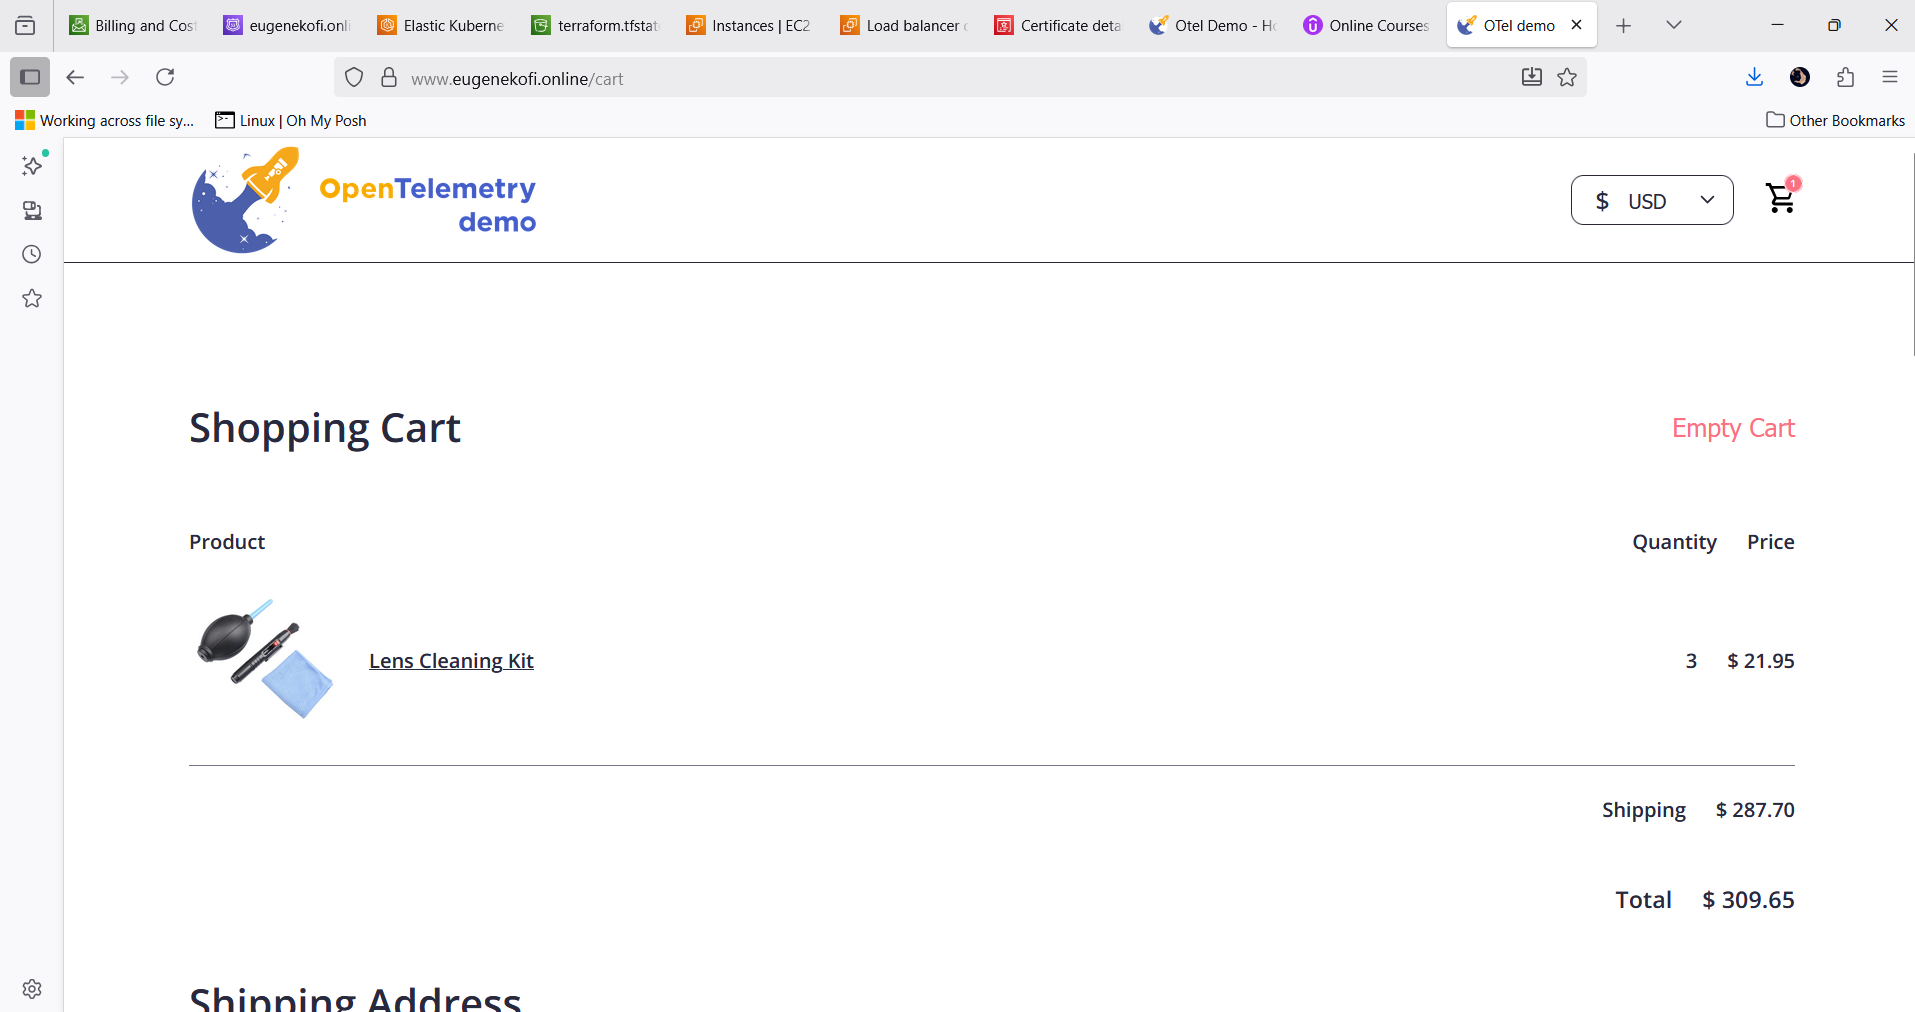 Billing and Cos
eugenekofi.onli
Elastic Kuberne
terraform.tfstat
Instances | EC2
Load balancer
Certificate deta
Otel Demo - Ho
Online Courses
OTel demo
www.eugenekofi.online/cart
Working across file sy...
Linux | Oh My Posh
Other Bookmarks
OpenTelemetry
demo
$ USD
1
Shopping Cart
Empty Cart
Product Quantity Price
Lens Cleaning Kit 3 $ 21.95
Shipping $ 287.70
Total $ 309.65
Shipping Address